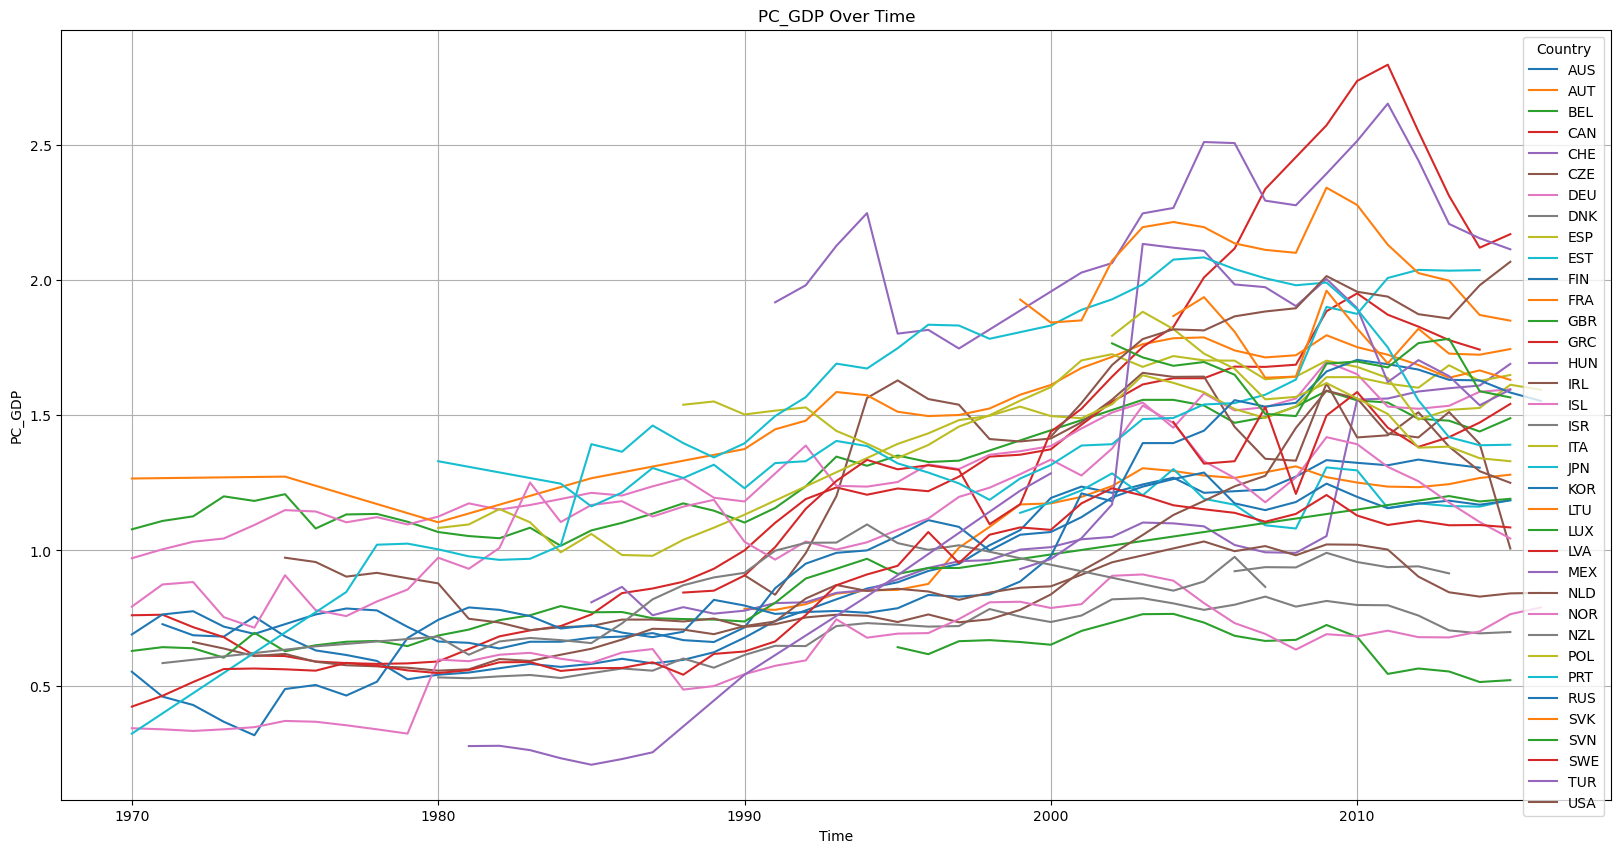 PC_GDP Over Time
PC_GDP
2.5
2.0
1.5
1.0
0.5
1970
1980
1990
2000
2010
Time
Country
AUS
AUT
BEL
CAN
CHE
CZE
DEU
DNK
ESP
EST
FIN
FRA
GBR
GRC
HUN
IRL
ISL
ISR
ITA
JPN
KOR
LTU
LUX
LVA
MEX
NLD
NOR
NZL
POL
PRT
RUS
SVK
SVN
SWE
TUR
USA